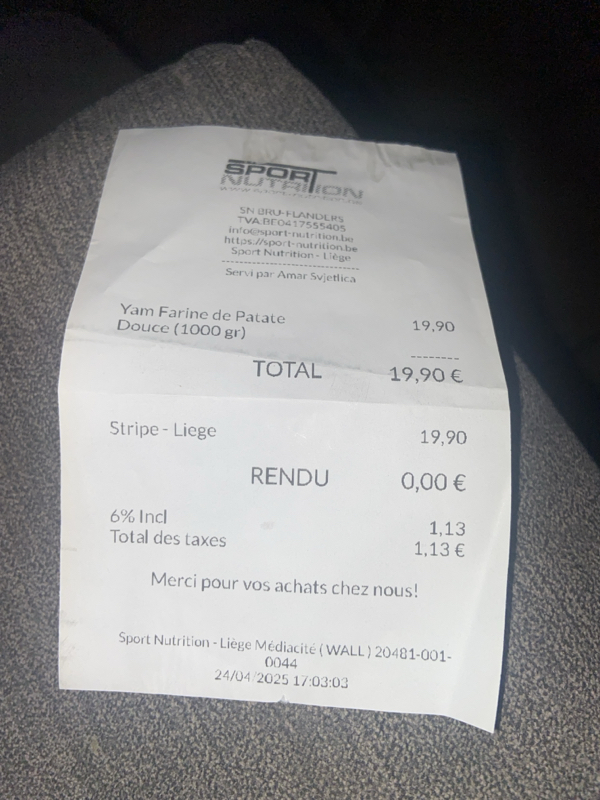 SPORT
NUTRITION
SN BRU-FLANDERS
TVA.BE0417555405
info@sport-nutrition.be
https://sport-nutrition.be
Sport Nutrition - Liège
--------------------------------
Servi par Amar Svjetlica
Yam Farine de Patate
Douce (1000 gr) 19,90
--------
TOTAL 19,90 €
Stripe - Liege 19,90
RENDU 0,00 €
6% Incl 1,13
Total des taxes 1,13 €
Merci pour vos achats chez nous!
Sport Nutrition - Liège Médiacité ( WALL ) 20481-001-
0044
24/04/2025 17:03:03